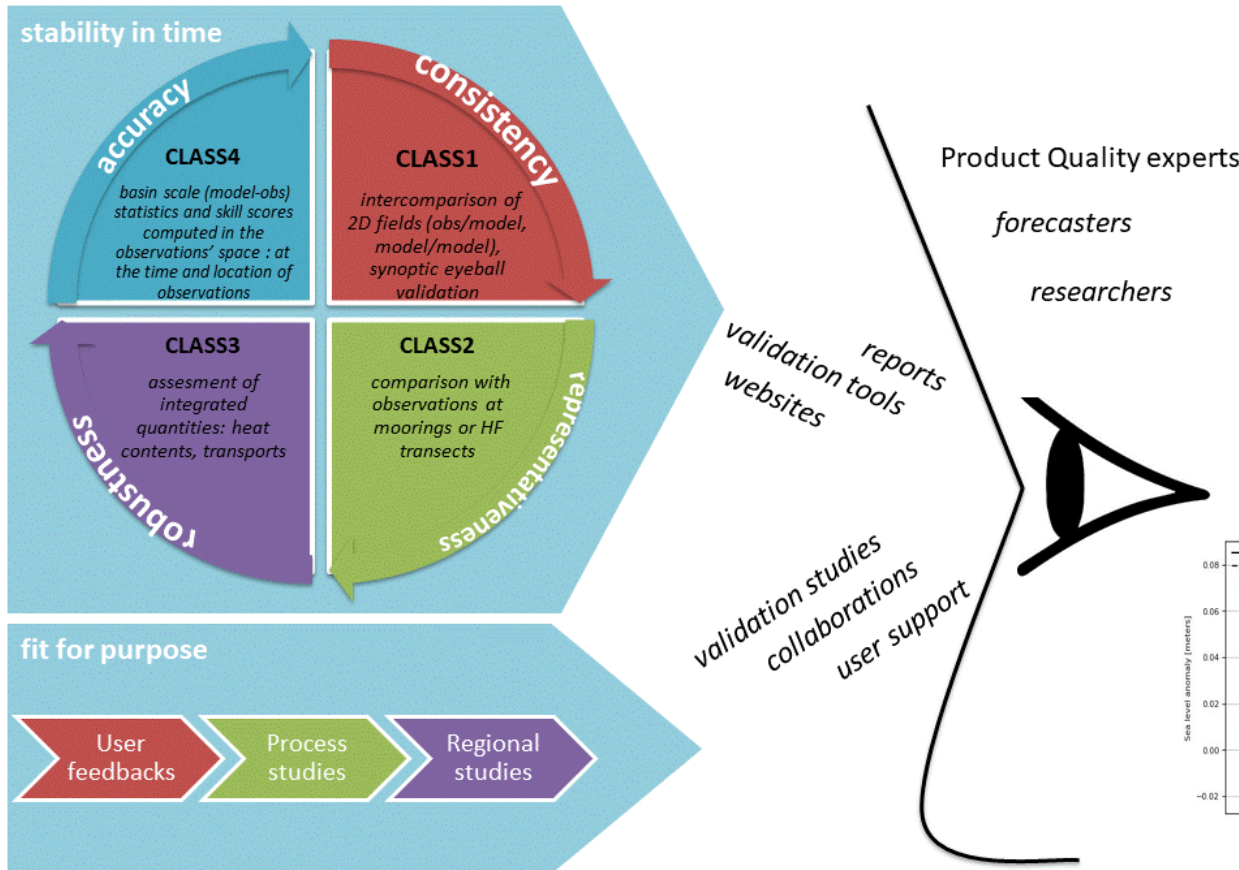 stability in time
accuracy
consistency
CLASS4
basin scale (model-obs)
statistics and skill scores
computed in the
observations' space : at
the time and location of
observations
CLASS1
intercomparison of
2D fields (obs/model,
model/model),
synoptic eyeball
validation
CLASS3
assesment of
integrated
quantities: heat
contents, transports
CLASS2
comparison with
observations at
moorings or HF
transects
robustness
representativeness
fit for purpose
User
feedbacks
Process
studies
Regional
studies
reports
validation tools
websites
validation studies
collaborations
user support
Product Quality experts
forecasters
researchers
Sea level anomaly [meters]
0.08
0.06
0.04
0.02
0.00
−0.02